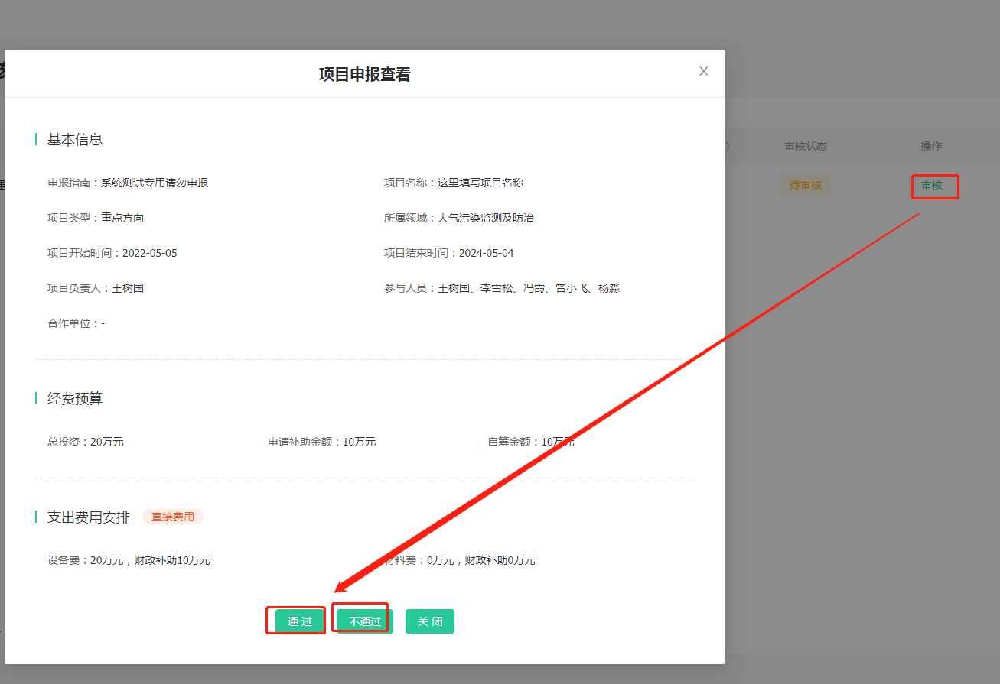 项目申报查看
X
基本信息
审核状态 操作
申报指南：系统测试专用请勿申报 项目名称：这里填写项目名称
待审核 审核
项目类型：重点方向 所属领域：大气污染监测及防治
项目开始时间：2022-05-05 项目结束时间：2024-05-04
项目负责人：王树国 参与人员：王树国、李雪松、冯霞、曾小飞、杨淼
合作单位：-
经费预算
总投资：20万元 申请补助金额：10万元 自筹金额：10万元
支出费用安排 直接费用
设备费：20万元，财政补助10万元 材料费：0万元，财政补助0万元
通 过 不通过 关 闭